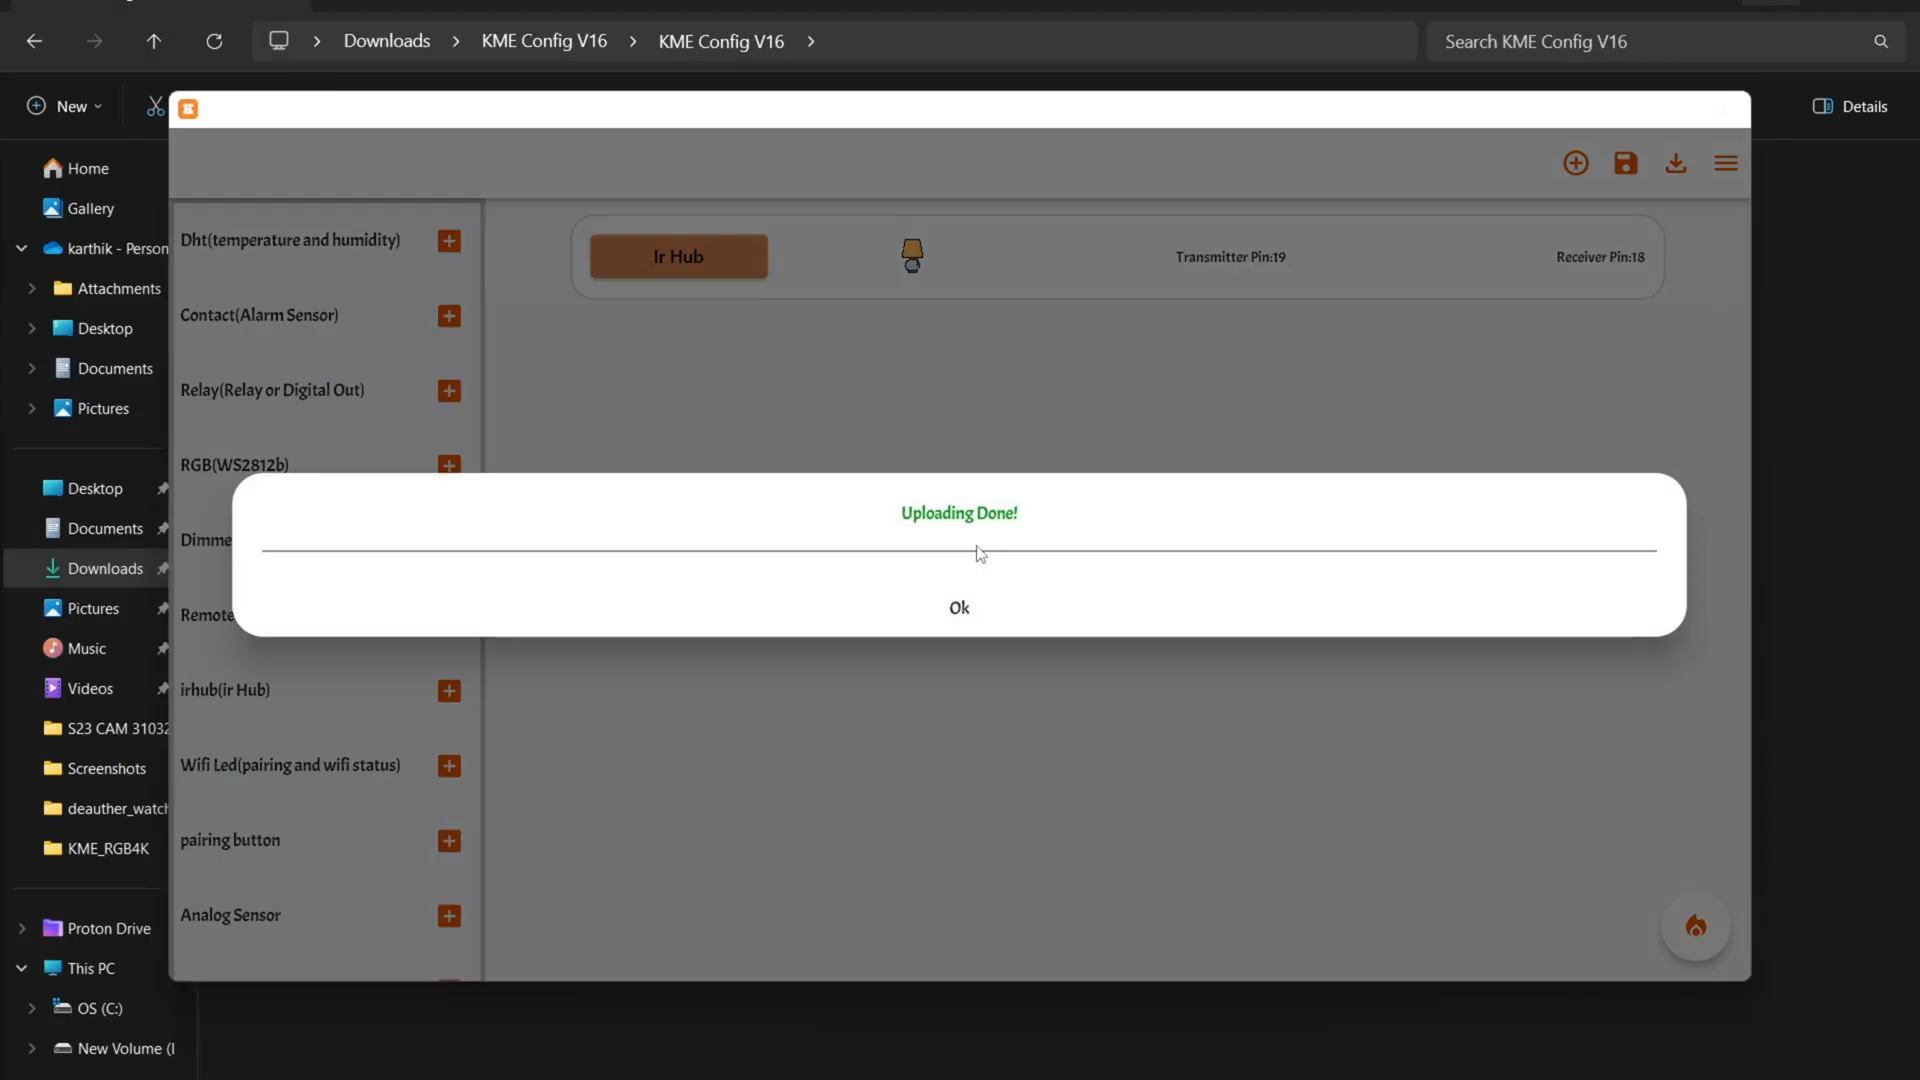 Downloads > KME Config V16 > KME Config V16 >
Search KME Config V16
New
Details
Home
Gallery
karthik - Person
Attachments
Desktop
Documents
Pictures
Desktop
Documents
Downloads
Pictures
Music
Videos
S23 CAM 31032
Screenshots
deauther_watch
KME_RGB4K
Proton Drive
This PC
OS (C:)
New Volume (
K
Dht(temperature and humidity)
Contact(Alarm Sensor)
Relay(Relay or Digital Out)
RGB(WS2812b)
Dimme
Remote
irhub(ir Hub)
Wifi Led(pairing and wifi status)
pairing button
Analog Sensor
Ir Hub
Transmitter Pin:19
Receiver Pin:18
Uploading Done!
Ok